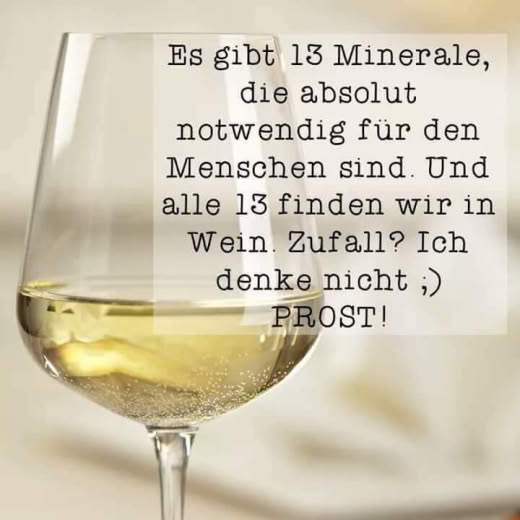 Es gibt 13 Minerale,
die absolut
notwendig für den
Menschen sind. Und
alle 13 finden wir in
Wein. Zufall? Ich
denke nicht ;)
PROST!